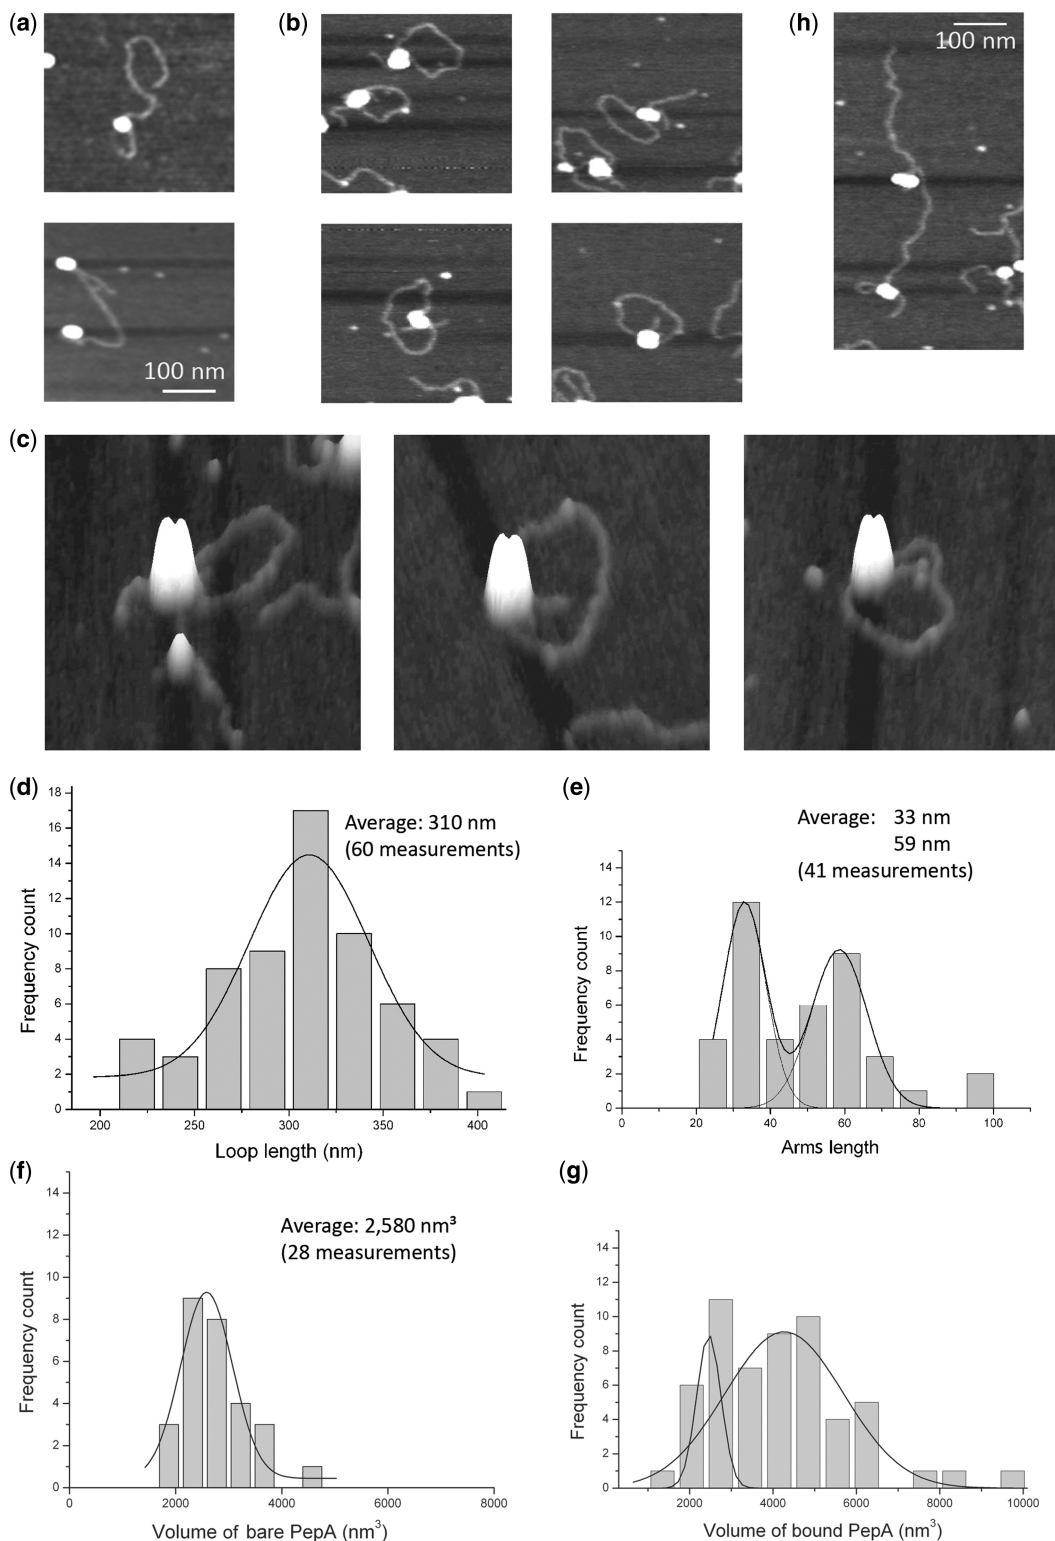 (a)
(b)
(h)
100 nm
100 nm
(c)
(d)
Average: 310 nm
(60 measurements)
Frequency count
18
16
14
12
10
8
6
4
2
0
200
250
300
350
400
Loop length (nm)
(e)
Average: 33 nm
59 nm
(41 measurements)
Frequency count
14
12
10
8
6
4
2
0
0
20
40
60
80
100
Arms length
(f)
Average: 2,580 nm³
(28 measurements)
Frequency count
14
12
10
8
6
4
2
0
0
2000
4000
6000
8000
Volume of bare PepA (nm³)
(g)
Frequency count
14
12
10
8
6
4
2
0
2000
4000
6000
8000
10000
Volume of bound PepA (nm³)